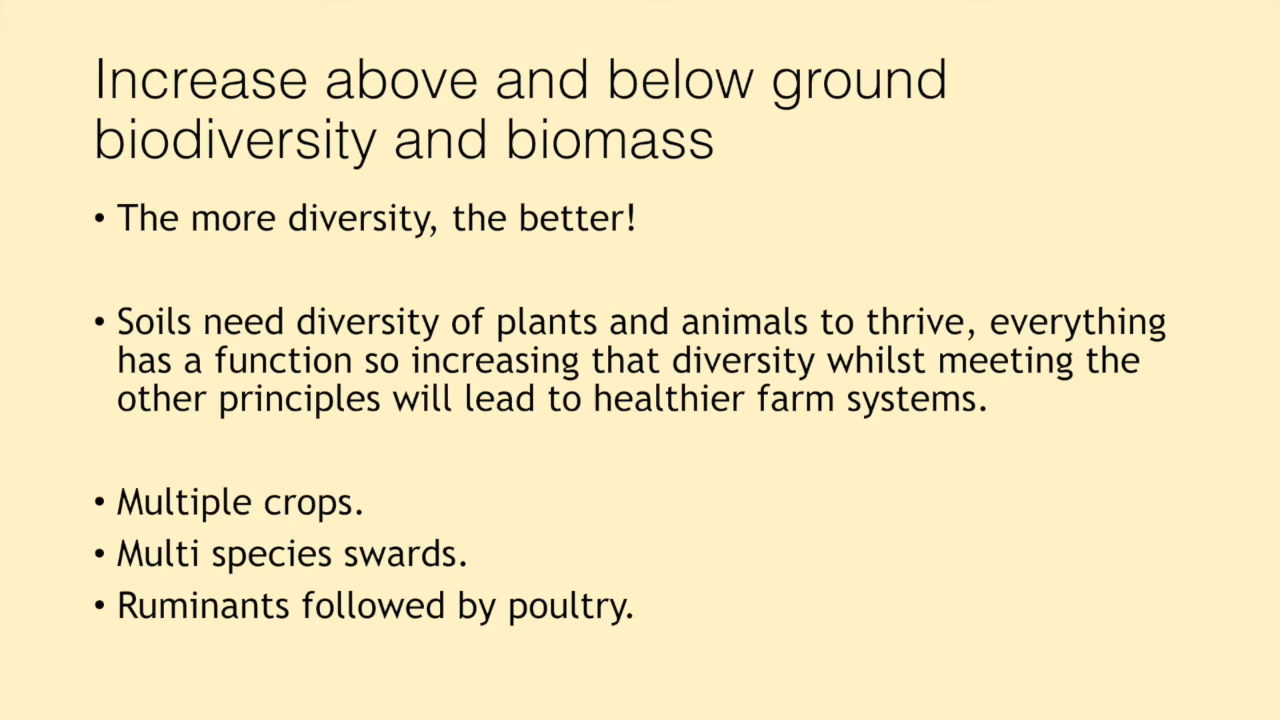 Increase above and below ground
biodiversity and biomass
• The more diversity, the better!
• Soils need diversity of plants and animals to thrive, everything
has a function so increasing that diversity whilst meeting the
other principles will lead to healthier farm systems.
• Multiple crops.
• Multi species swards.
• Ruminants followed by poultry.